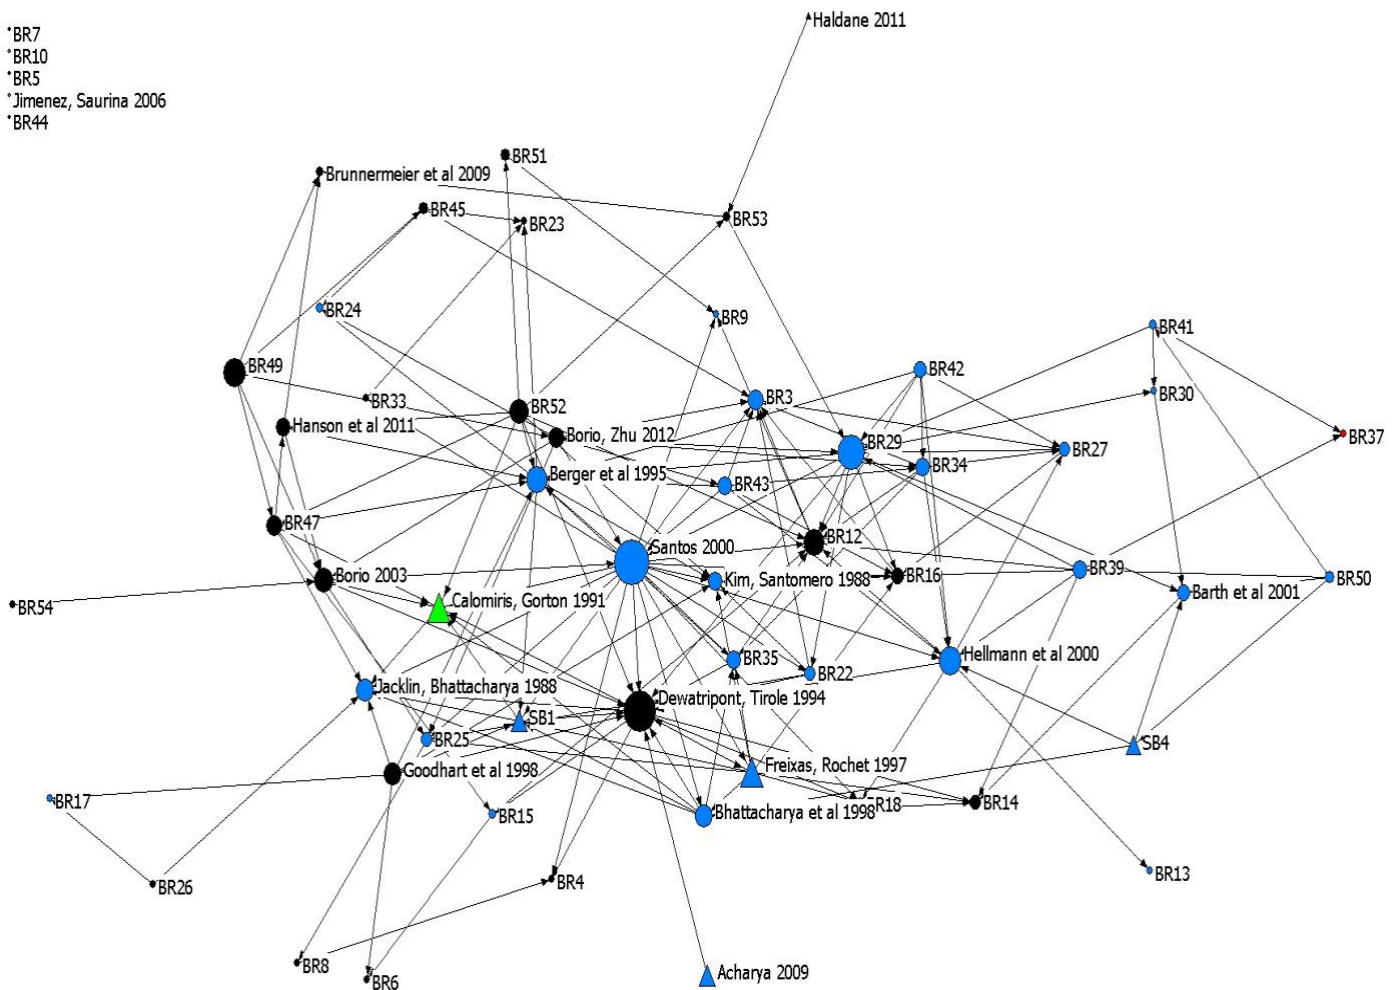 Haldane 2011
BR7
BR10
BR5
Jimenez, Saurina 2006
BR44
BR51
Brunnermeier et al 2009
BR45
BR23
BR53
BR24
BR9
BR41
BR49
BR42
BR33
BR3
BR30
BR52
Hanson et al 2011
Borio, Zhu 2012
BR29
BR37
BR27
Berger et al 1995
BR34
BR43
BR47
BR12
Santos 2000
Borio 2003
Kim, Santomero 1988
BR16
BR39
BR50
Barth et al 2001
Calomiris, Gorton 1991
BR54
BR35
Hellmann et al 2000
BR22
Jacklin, Bhattacharya 1988
Dewatripont, Tirole 1994
SB1
BR25
SB4
Goodhart et al 1998
Freixas, Rochet 1997
BR17
BR18
BR14
Bhattacharya et al 1998
BR15
BR13
BR26
BR4
BR8
Acharya 2009
BR6